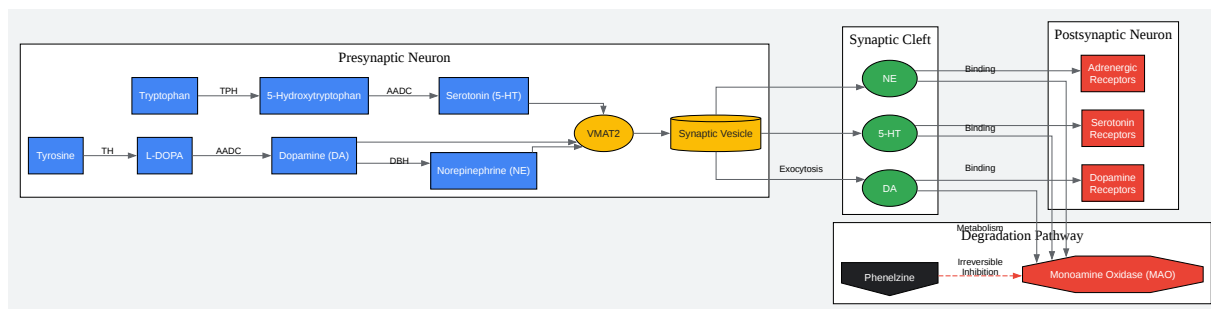 Presynaptic Neuron
Tryptophan
TPH
5-Hydroxytryptophan
AADC
Serotonin (5-HT)
Tyrosine
TH
L-DOPA
AADC
Dopamine (DA)
DBH
Norepinephrine (NE)
VMAT2
Synaptic Vesicle
Exocytosis
Synaptic Cleft
NE
5-HT
DA
Binding
Binding
Binding
Postsynaptic Neuron
Adrenergic
Receptors
Serotonin
Receptors
Dopamine
Receptors
Metabolism
Degradation Pathway
Phenelzine
Irreversible
Inhibition
Monoamine Oxidase (MAO)